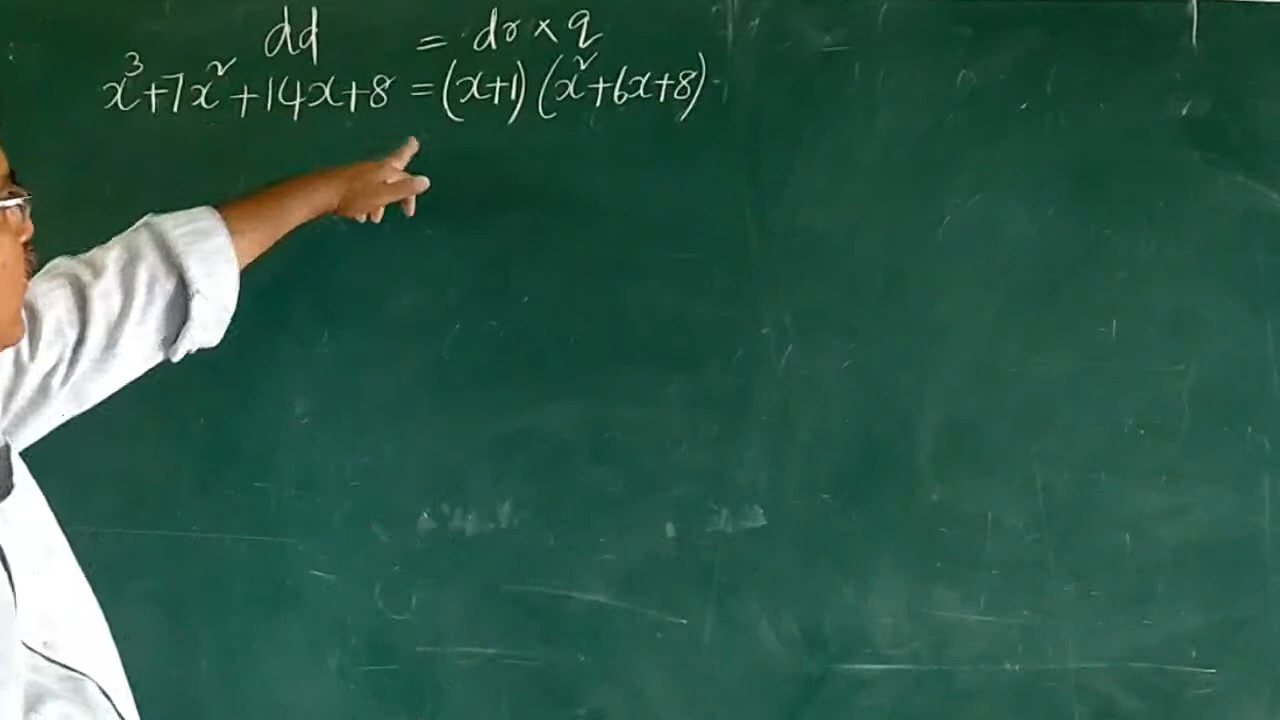 dd = dr × q
x³+7x²+14x+8 = (x+1) (x²+6x+8)